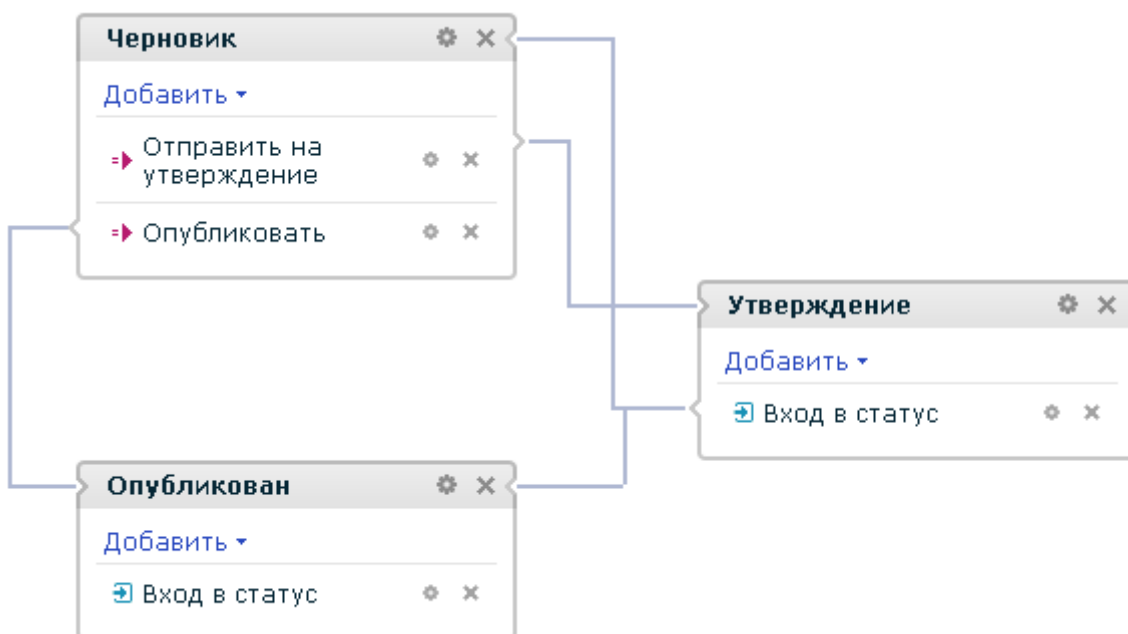 Черновик
Добавить
Отправить на
утверждение
Опубликовать
Утверждение
Добавить
Вход в статус
Опубликован
Добавить
Вход в статус